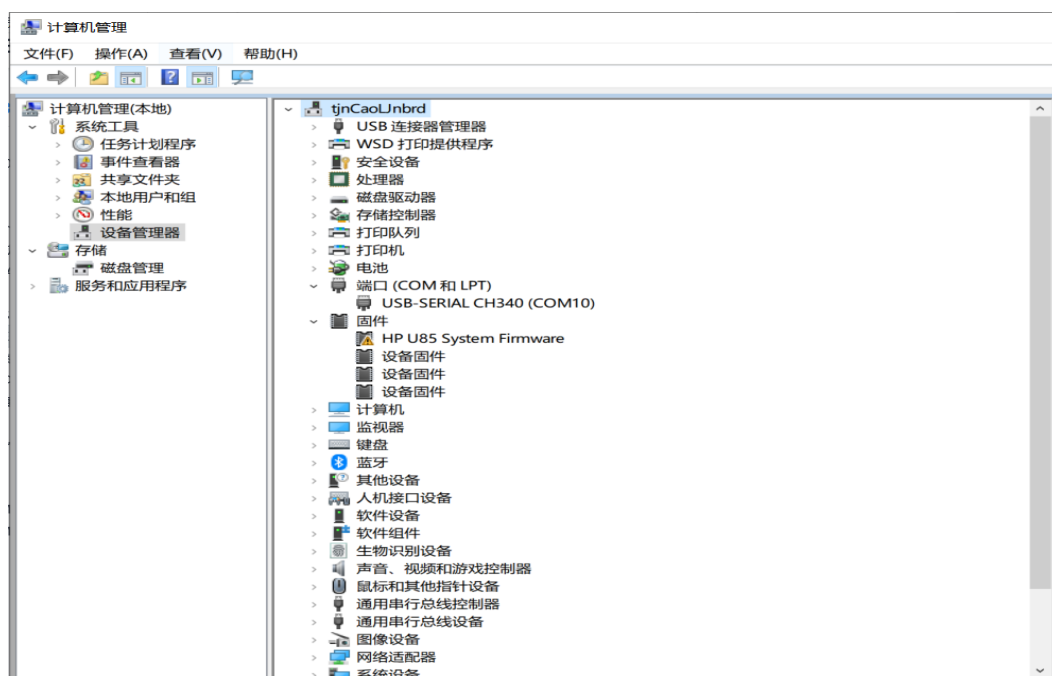 计算机管理
文件(F) 操作(A) 查看(V) 帮助(H)
计算机管理(本地)
系统工具
任务计划程序
事件查看器
共享文件夹
本地用户和组
性能
设备管理器
存储
磁盘管理
服务和应用程序
tjnCaoLJnbrd
USB 连接器管理器
WSD 打印提供程序
安全设备
处理器
磁盘驱动器
存储控制器
打印队列
打印机
电池
端口 (COM 和 LPT)
USB-SERIAL CH340 (COM10)
固件
HP U85 System Firmware
设备固件
设备固件
设备固件
计算机
监视器
键盘
蓝牙
其他设备
人机接口设备
软件设备
软件组件
生物识别设备
声音、视频和游戏控制器
鼠标和其他指针设备
通用串行总线控制器
通用串行总线设备
图像设备
网络适配器
系统设备